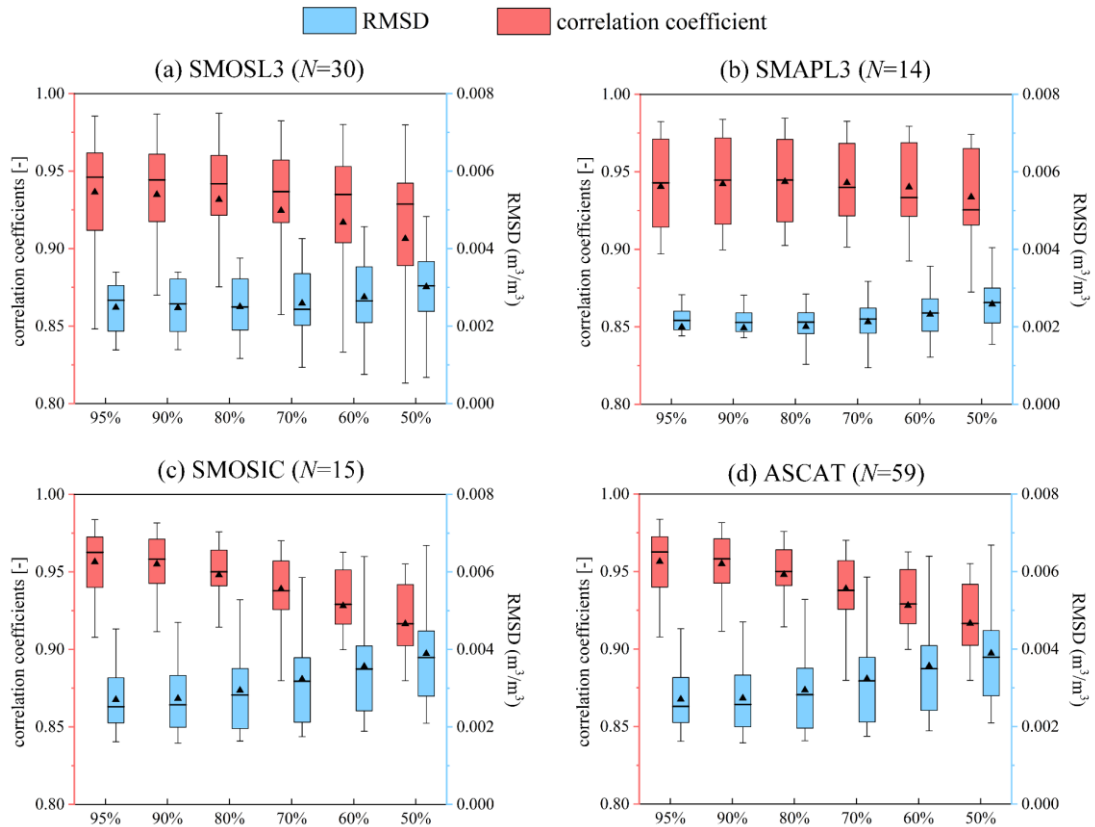 RMSD correlation coefficient
(a) SMOSL3 (N=30)
1.00
0.95
0.90
0.85
0.80
correlation coefficients [-]
0.008
0.006
0.004
0.002
0.000
RMSD (m³/m³)
95% 90% 80% 70% 60% 50%
(b) SMAPL3 (N=14)
1.00
0.95
0.90
0.85
0.80
correlation coefficients [-]
0.008
0.006
0.004
0.002
0.000
RMSD (m³/m³)
95% 90% 80% 70% 60% 50%
(c) SMOSIC (N=15)
1.00
0.95
0.90
0.85
0.80
correlation coefficients [-]
0.008
0.006
0.004
0.002
0.000
RMSD (m³/m³)
95% 90% 80% 70% 60% 50%
(d) ASCAT (N=59)
1.00
0.95
0.90
0.85
0.80
correlation coefficients [-]
0.008
0.006
0.004
0.002
0.000
RMSD (m³/m³)
95% 90% 80% 70% 60% 50%